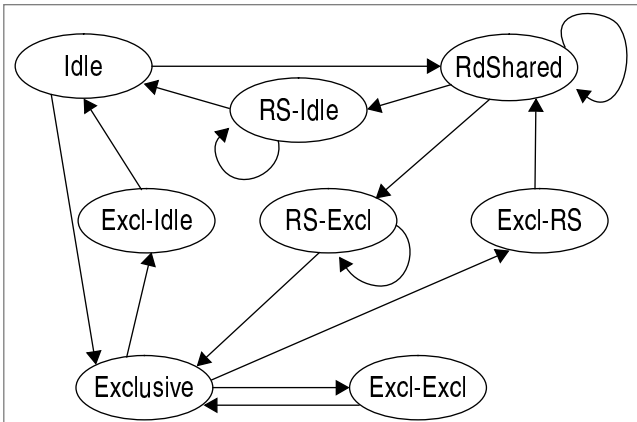 Idle
RdShared
RS-Idle
Excl-Idle
RS-Excl
Excl-RS
Exclusive
Excl-Excl